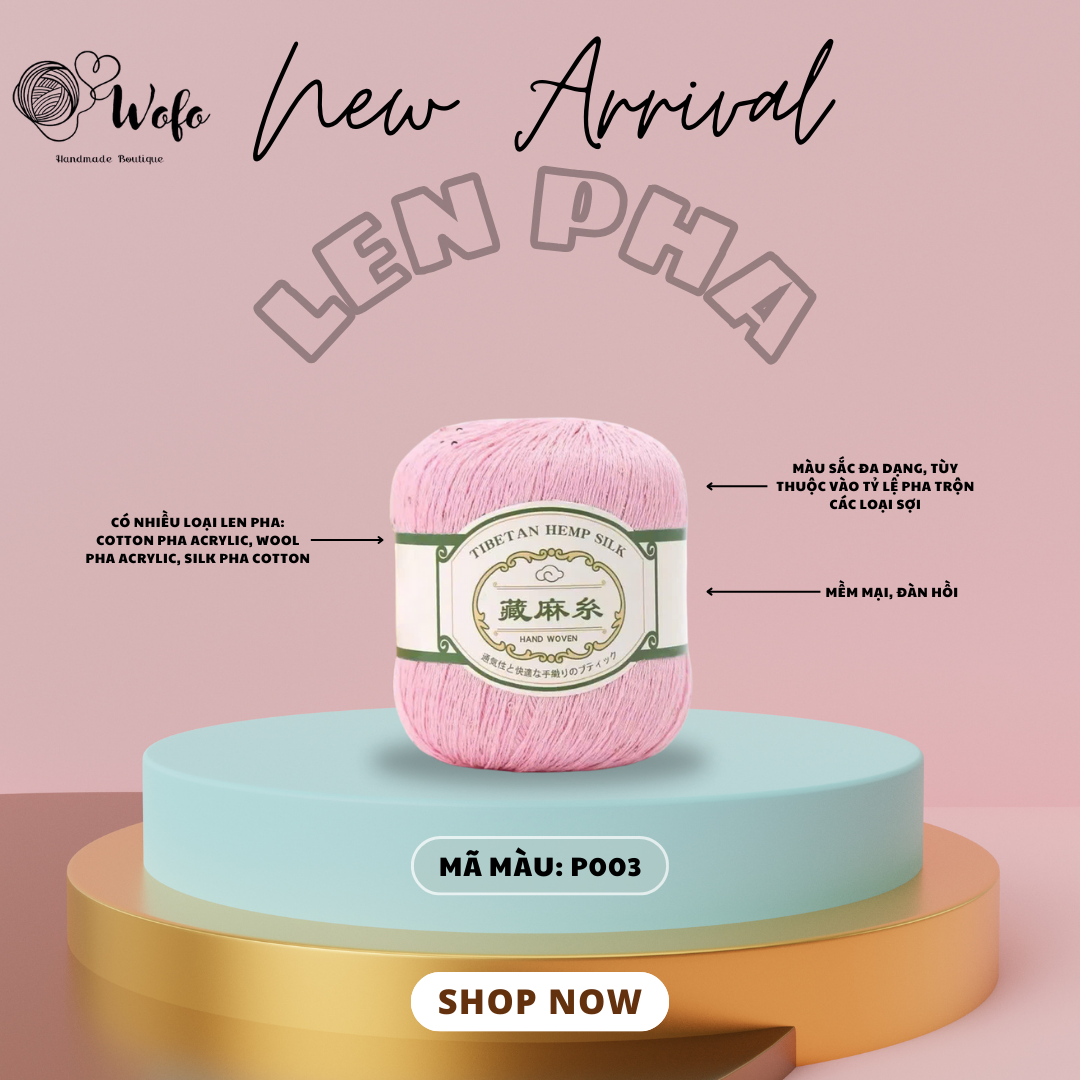 Wofo
Handmade Boutique
New Arrival
LEN PHA
MÀU SẮC ĐA DẠNG, TÙY
THUỘC VÀO TỶ LỆ PHA TRỘN
CÁC LOẠI SỢI
CÓ NHIỀU LOẠI LEN PHA:
COTTON PHA ACRYLIC, WOOL
PHA ACRYLIC, SILK PHA COTTON
MỀM MẠI, ĐÀN HỒI
TIBETAN HEMP SILK
藏麻糸
HAND WOVEN
通気性と快適な手織りのブティック
MÃ MÀU: P003
SHOP NOW